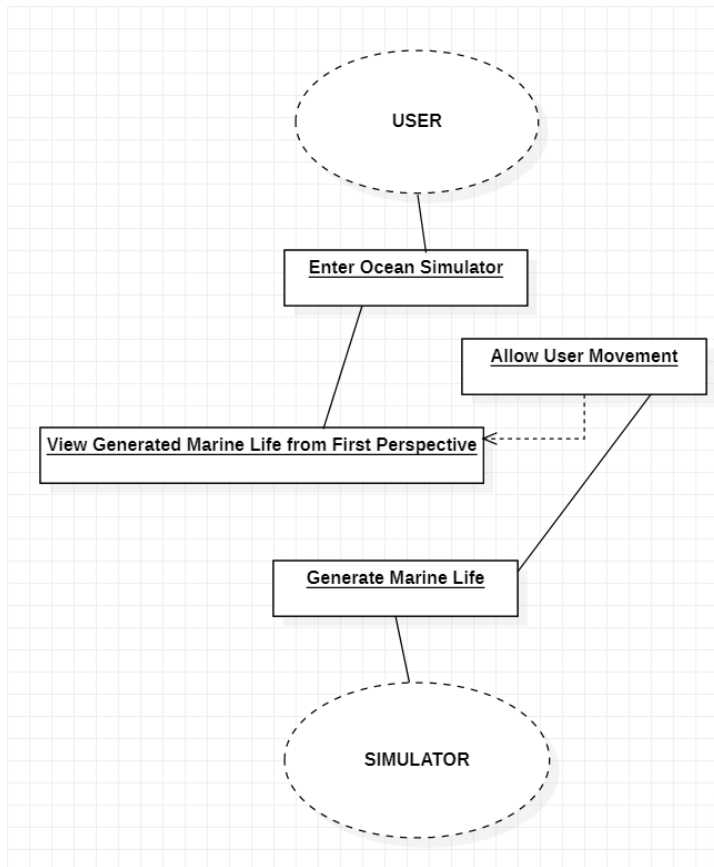 USER
Enter Ocean Simulator
Allow User Movement
View Generated Marine Life from First Perspective
Generate Marine Life
SIMULATOR